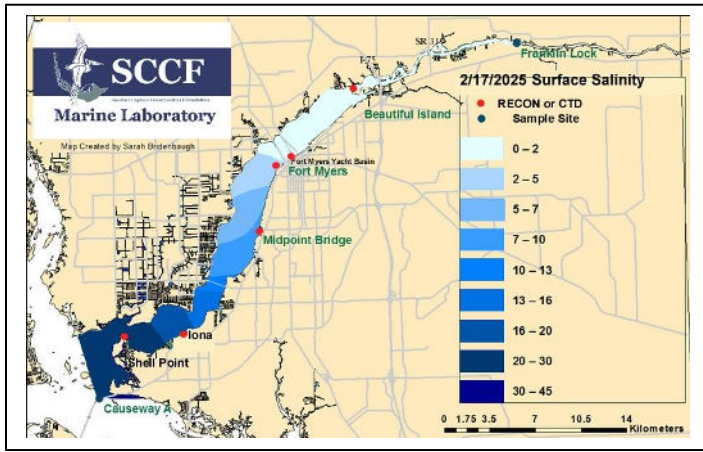 SCCF
Marine Laboratory
Map Created by Sarah Bridenbaugh
SR 31
I-75
Franklin Lock
2/17/2025 Surface Salinity
RECON or CTD
Sample Site
Beautiful Island
Fort Myers Yacht Basin
Fort Myers
Midpoint Bridge
Iona
Shell Point
Causeway A
0 – 2
2 – 5
5 – 7
7 – 10
10 – 13
13 – 16
16 – 20
20 – 30
30 – 45
0 1.75 3.5 7 10.5 14
Kilometers